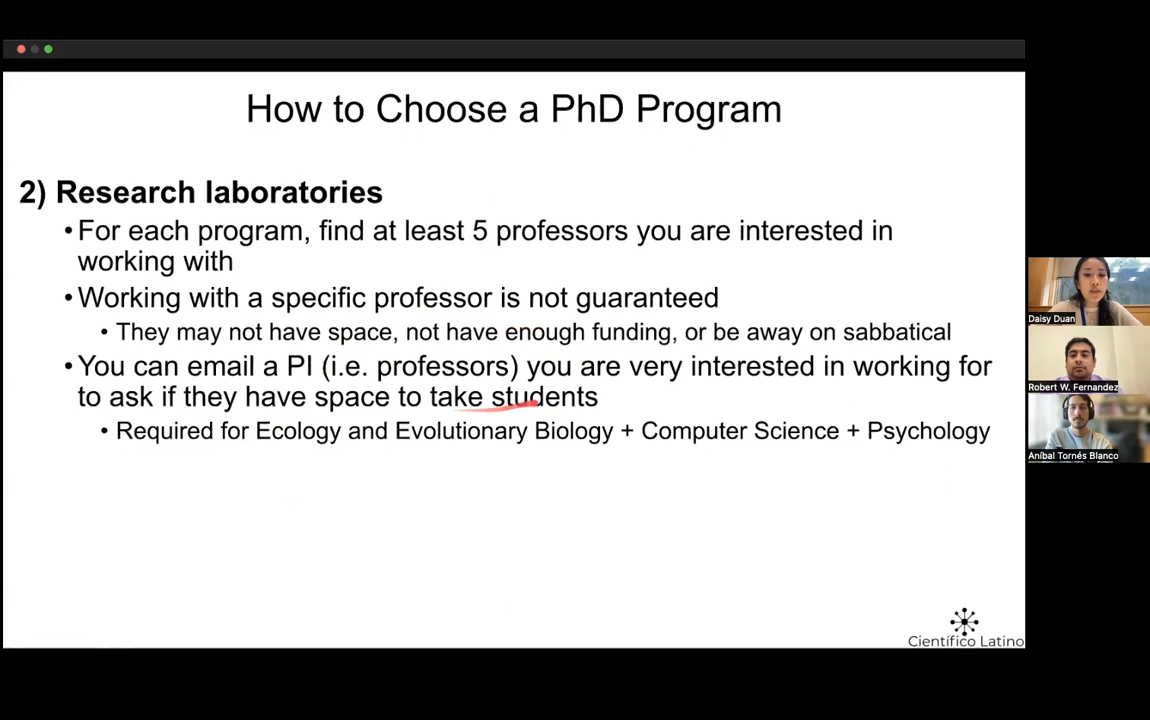 How to Choose a PhD Program
2) Research laboratories
•For each program, find at least 5 professors you are interested in
working with
•Working with a specific professor is not guaranteed
• They may not have space, not have enough funding, or be away on sabbatical
•You can email a PI (i.e. professors) you are very interested in working for
to ask if they have space to take students
• Required for Ecology and Evolutionary Biology + Computer Science + Psychology
Daisy Duan
Robert W. Fernandez
Aníbal Tornés Blanco
Científico Latino